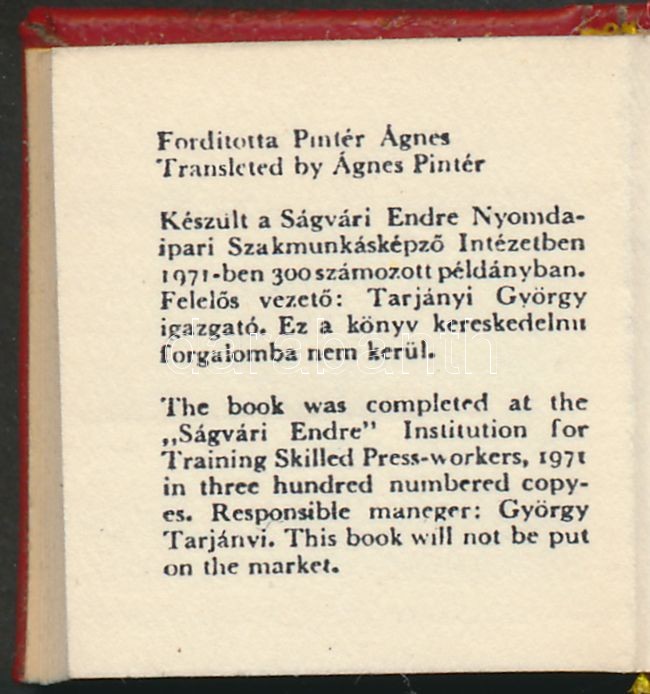 Fordította Pintér Ágnes
Transleted by Ágnes Pintér
Készült a Ságvári Endre Nyomda-
ipari Szakmunkásképző Intézetben
1971-ben 300 számozott példányban.
Felelős vezető: Tarjányi György
igazgató. Ez a könyv kereskedelmi
forgalomba nem kerül.
darabanth
The book was completed at the
„Ságvári Endre” Institution for
Training Skilled Press-workers, 1971
in three hundred numbered copy-
es. Responsible maneger: György
Tarjánvi. This book will not be put
on the market.